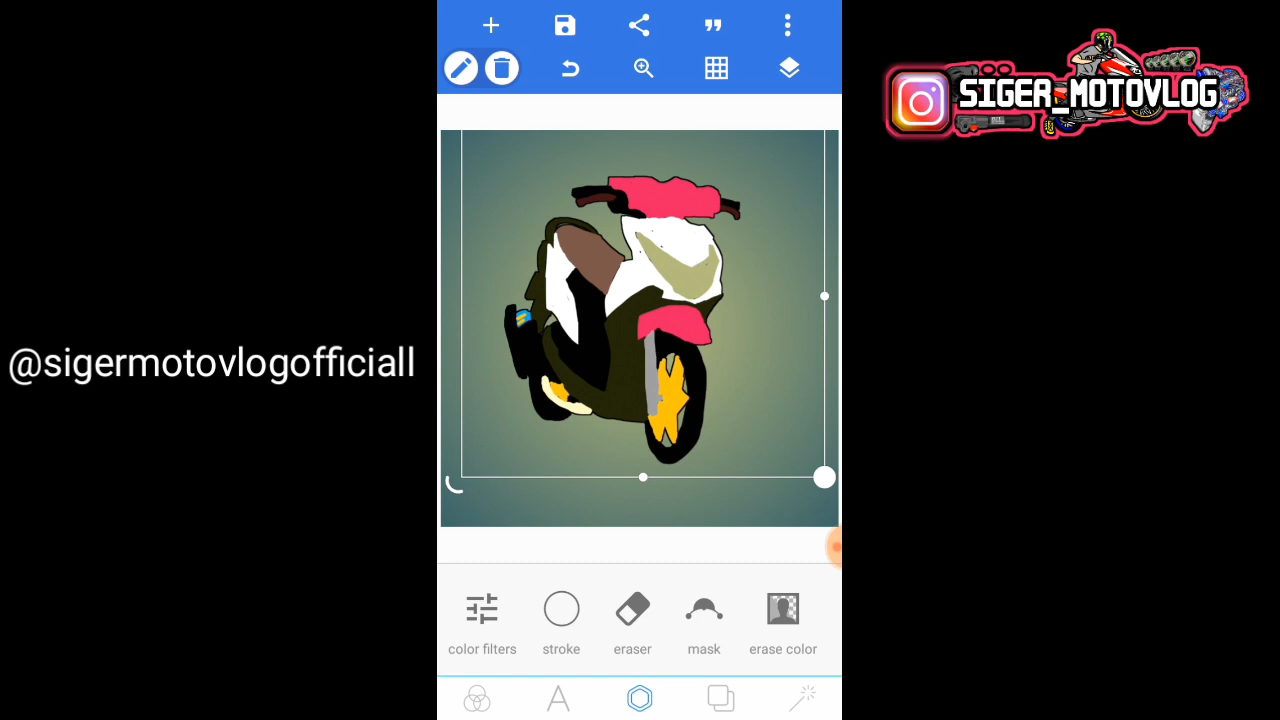 SIGER_MOTOVLOG
@sigermotovlogofficiall
color filters
stroke
eraser
mask
erase color